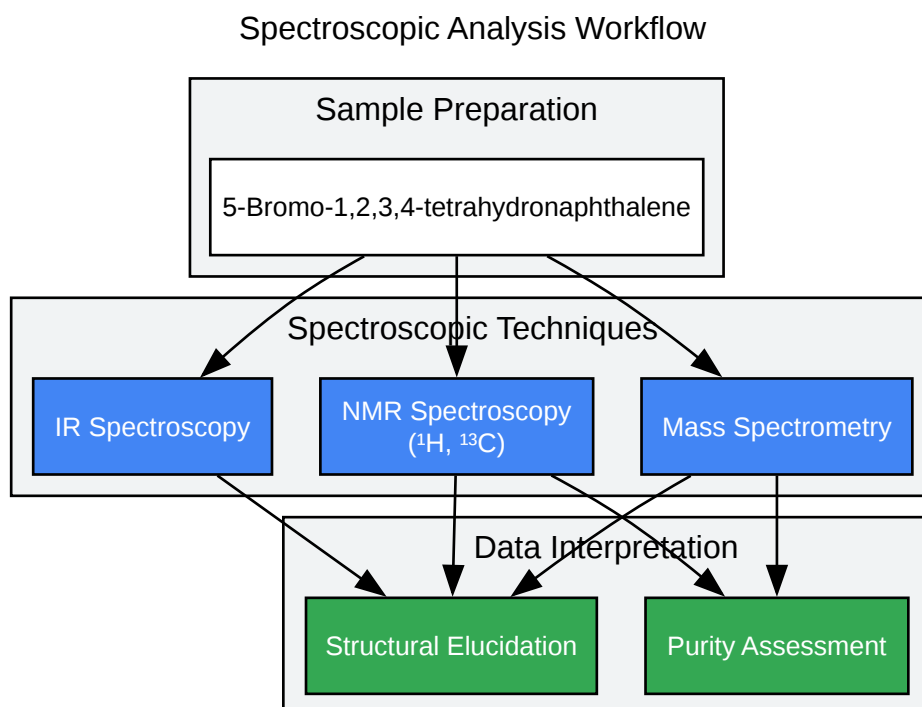 Spectroscopic Analysis Workflow
Sample Preparation
5-Bromo-1,2,3,4-tetrahydronaphthalene
Spectroscopic Techniques
IR Spectroscopy
NMR Spectroscopy
(¹H, ¹³C)
Mass Spectrometry
Data Interpretation
Structural Elucidation
Purity Assessment